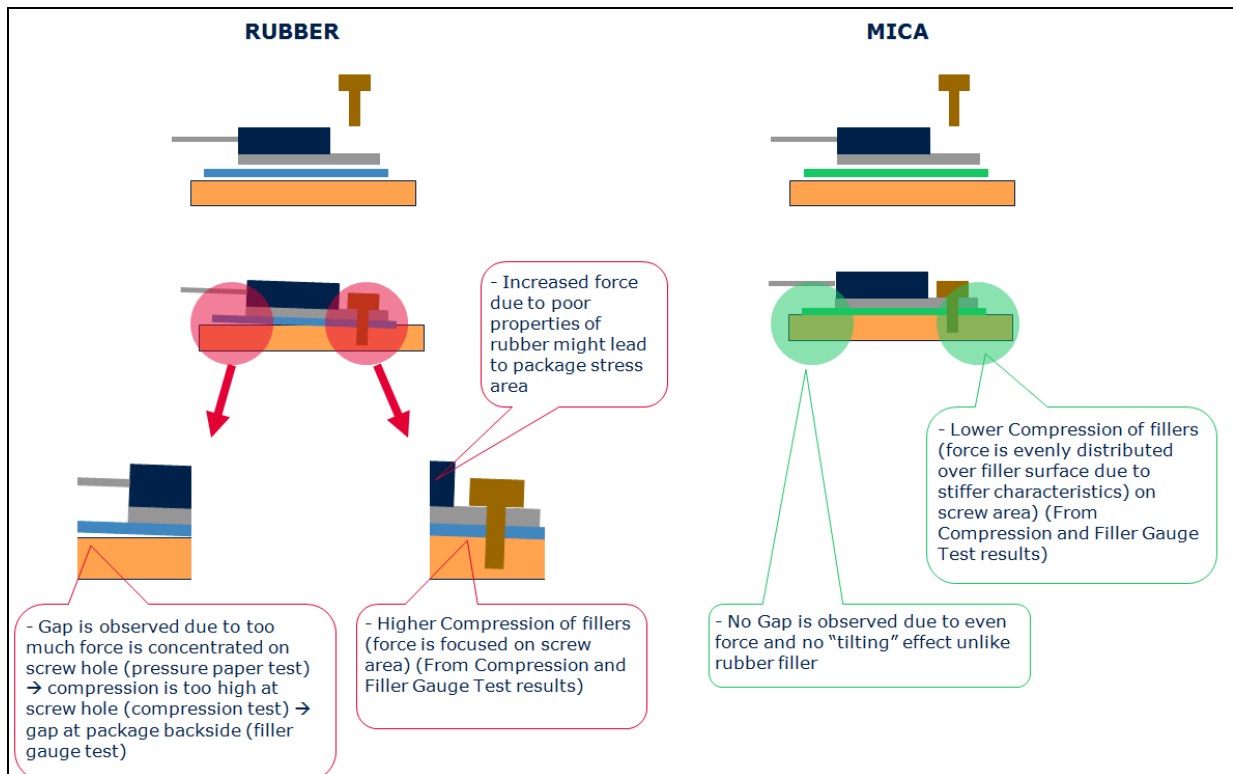 RUBBER
MICA
- Increased force
due to poor
properties of
rubber might lead
to package stress
area
- Lower Compression of fillers
(force is evenly distributed
over filler surface due to
stiffer characteristics) on
screw area) (From
Compression and Filler Gauge
Test results)
- Gap is observed due to too
much force is concentrated on
screw hole (pressure paper test)
→ compression is too high at
screw hole (compression test) →
gap at package backside (filler
gauge test)
- Higher Compression of fillers
(force is focused on screw
area) (From Compression and
Filler Gauge Test results)
- No Gap is observed due to even
force and no “tilting” effect unlike
rubber filler